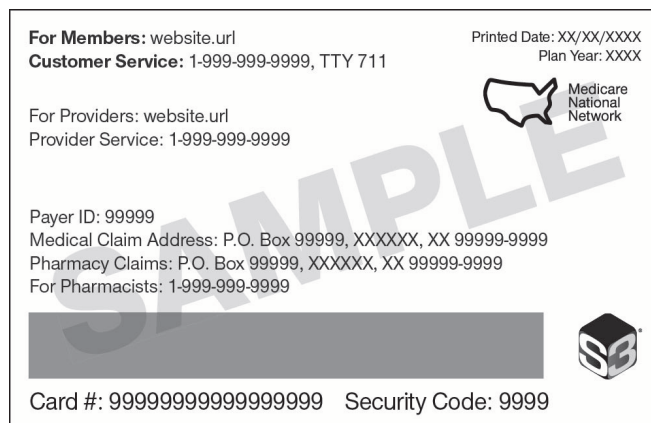 For Members: website.url
Customer Service: 1-999-999-9999, TTY 711
Printed Date: XX/XX/XXXX
Plan Year: XXXX
Medicare
National
Network
For Providers: website.url
Provider Service: 1-999-999-9999
SAMPLE
Payer ID: 99999
Medical Claim Address: P.O. Box 99999, XXXXXX, XX 99999-9999
Pharmacy Claims: P.O. Box 99999, XXXXXX, XX 99999-9999
For Pharmacists: 1-999-999-9999
S3
Card #: 99999999999999999 Security Code: 9999